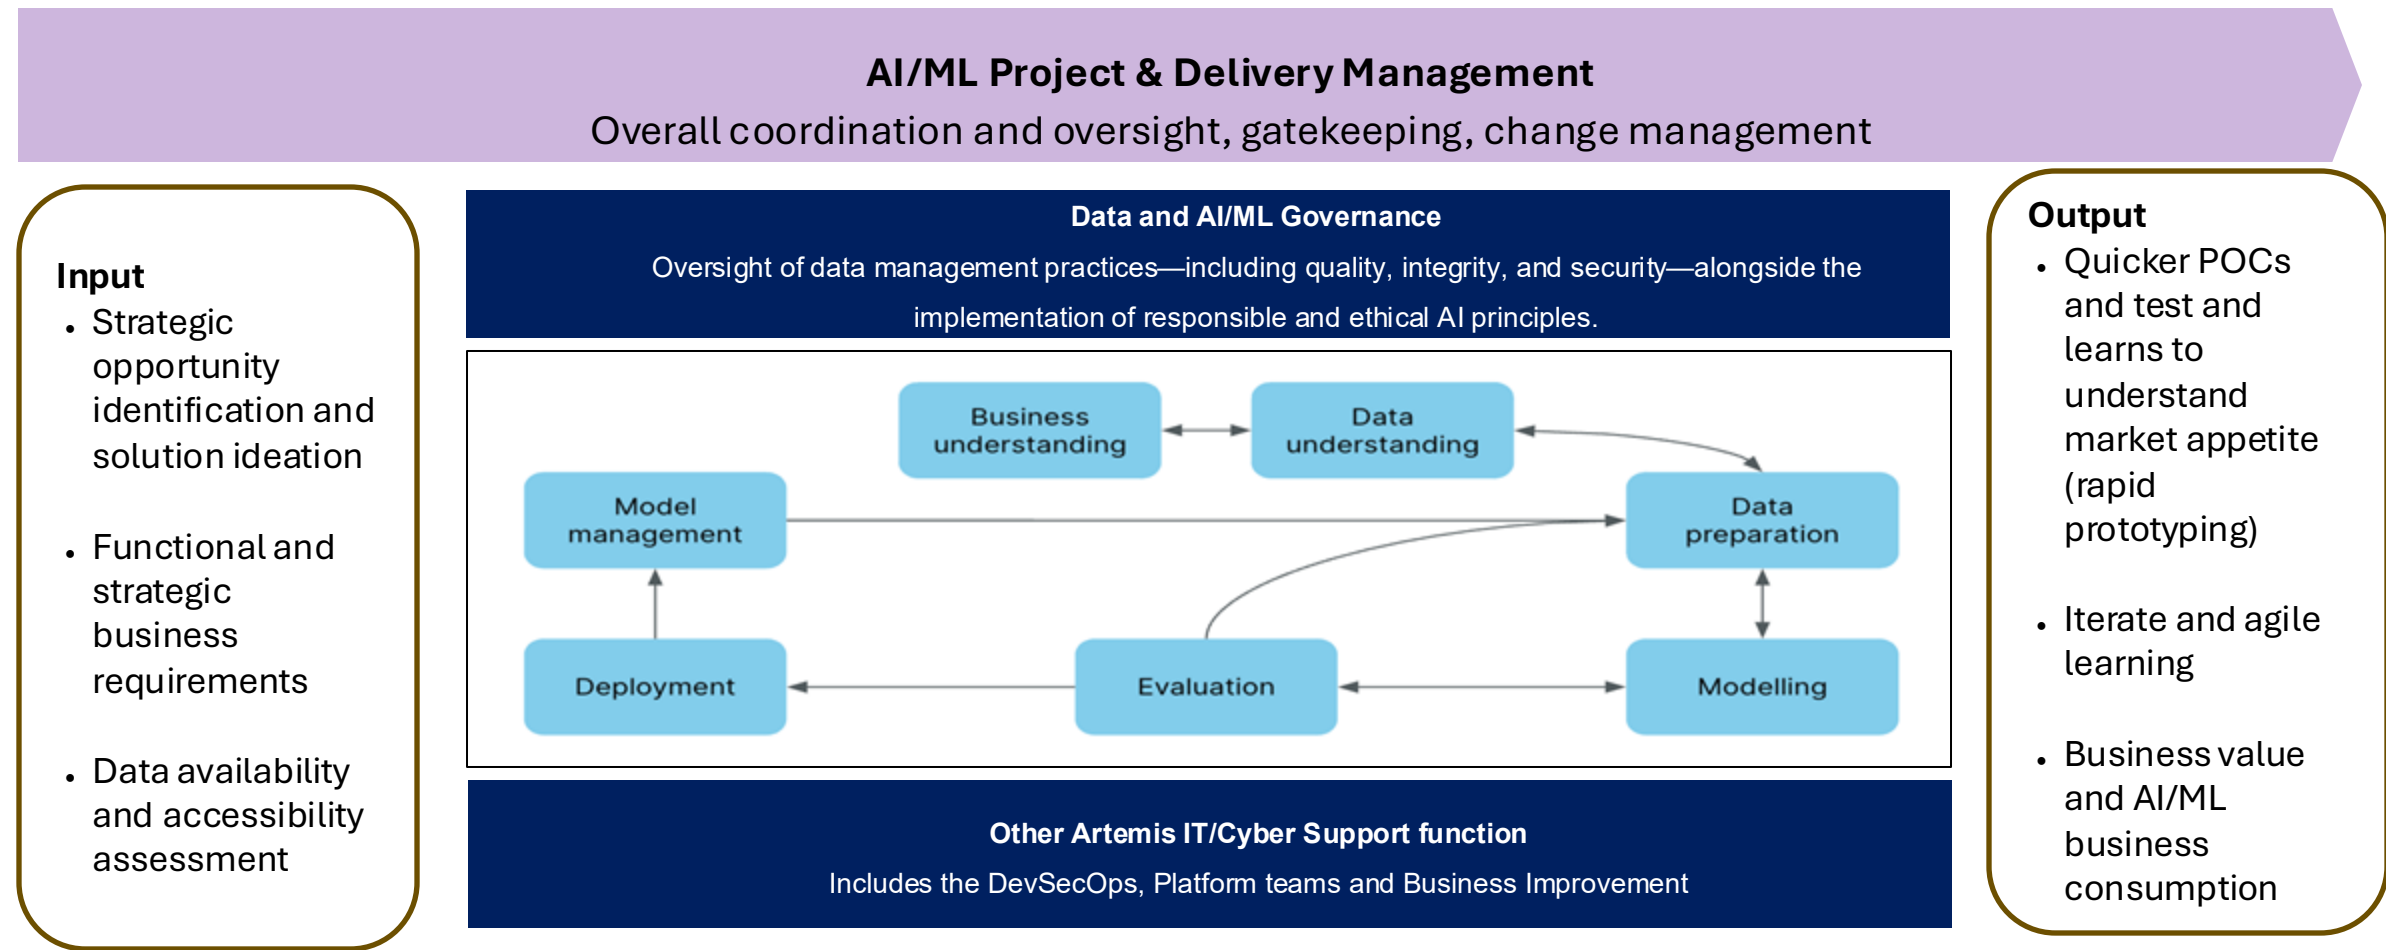 AI/ML Project & Delivery Management
Overall coordination and oversight, gatekeeping, change management
Input
• Strategic
opportunity
identification and
solution ideation
• Functional and
strategic
business
requirements
• Data availability
and accessibility
assessment
Data and AI/ML Governance
Oversight of data management practices—including quality, integrity, and security—alongside the
implementation of responsible and ethical AI principles.
Business
understanding
Data
understanding
Model
management
Data
preparation
Deployment
Evaluation
Modelling
Other Artemis IT/Cyber Support function
Includes the DevSecOps, Platform teams and Business Improvement
Output
• Quicker POCs
and test and
learns to
understand
market appetite
(rapid
prototyping)
• Iterate and agile
learning
• Business value
and AI/ML
business
consumption